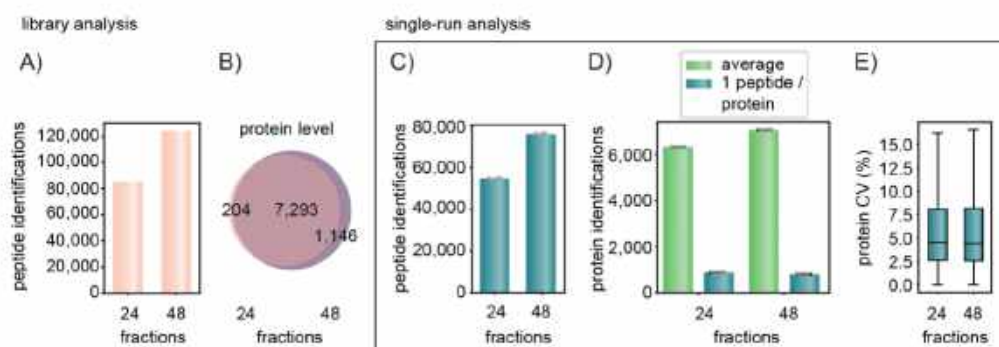 library analysis
single-run analysis
A)
B)
C)
D)
E)
average
1 peptide /
protein
peptide identifications
120,000
100,000
80,000
60,000
40,000
20,000
0
24
48
fractions
protein level
204
7,293
1,146
24
48
fractions
peptide identifications
80,000
60,000
40,000
20,000
0
24
48
fractions
protein identifications
6,000
4,000
2,000
0
24
48
fractions
protein CV (%)
15.0
12.5
10.0
7.5
5.0
2.5
0.0
24
48
fractions